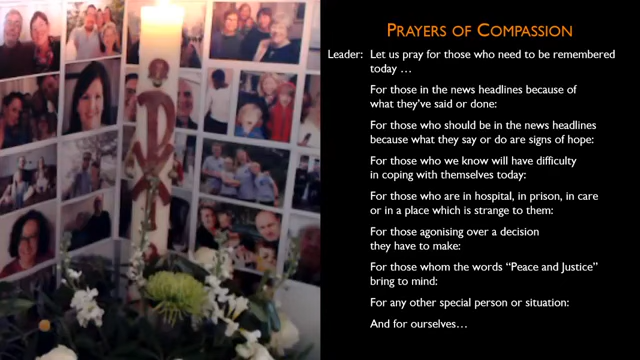 PRAYERS OF COMPASSION
Leader: Let us pray for those who need to be remembered
today …
For those in the news headlines because of
what they've said or done:
For those who should be in the news headlines
because what they say or do are signs of hope:
For those who we know will have difficulty
in coping with themselves today:
For those who are in hospital, in prison, in care
or in a place which is strange to them:
For those agonising over a decision
they have to make:
For those whom the words “Peace and Justice”
bring to mind:
For any other special person or situation:
And for ourselves…